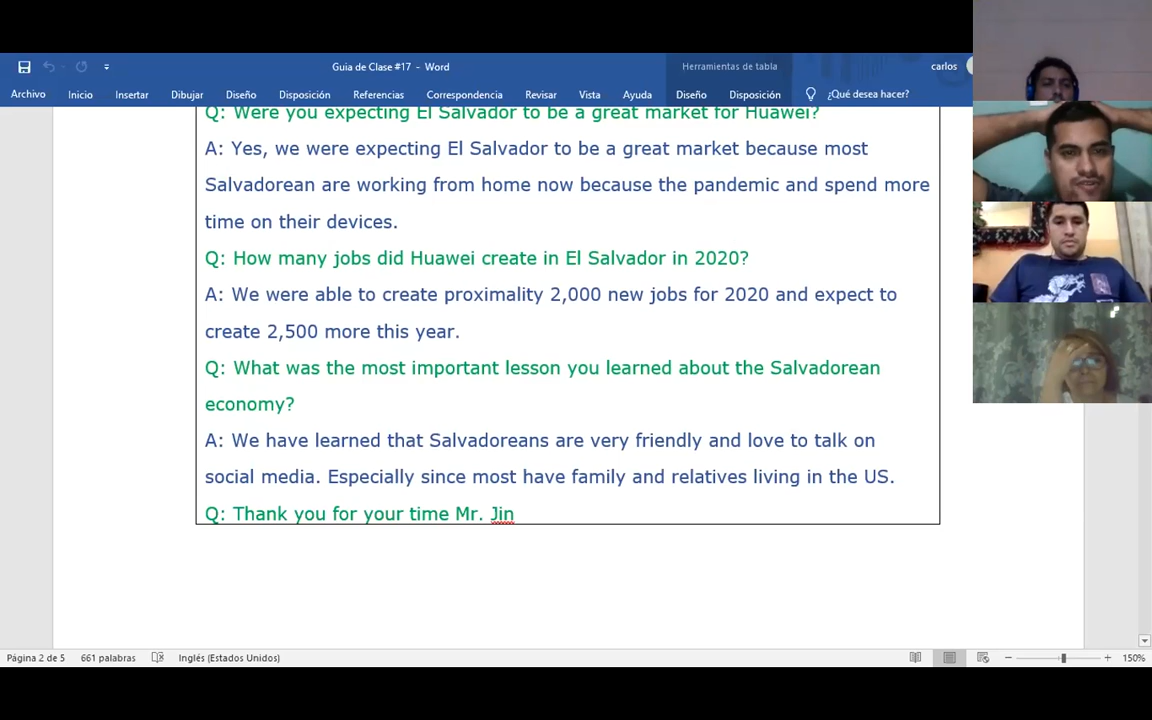 Guia de Clase #17 - Word
Herramientas de tabla
carlos
Archivo Inicio Insertar Dibujar Diseño Disposición Referencias Correspondencia Revisar Vista Ayuda Diseño Disposición ¿Qué desea hacer?
Q: Were you expecting El Salvador to be a great market for Huawei?
A: Yes, we were expecting El Salvador to be a great market because most
Salvadorean are working from home now because the pandemic and spend more
time on their devices.
Q: How many jobs did Huawei create in El Salvador in 2020?
A: We were able to create proximality 2,000 new jobs for 2020 and expect to
create 2,500 more this year.
Q: What was the most important lesson you learned about the Salvadorean
economy?
A: We have learned that Salvadoreans are very friendly and love to talk on
social media. Especially since most have family and relatives living in the US.
Q: Thank you for your time Mr. Jin
Página 2 de 5 661 palabras Inglés (Estados Unidos) 150%